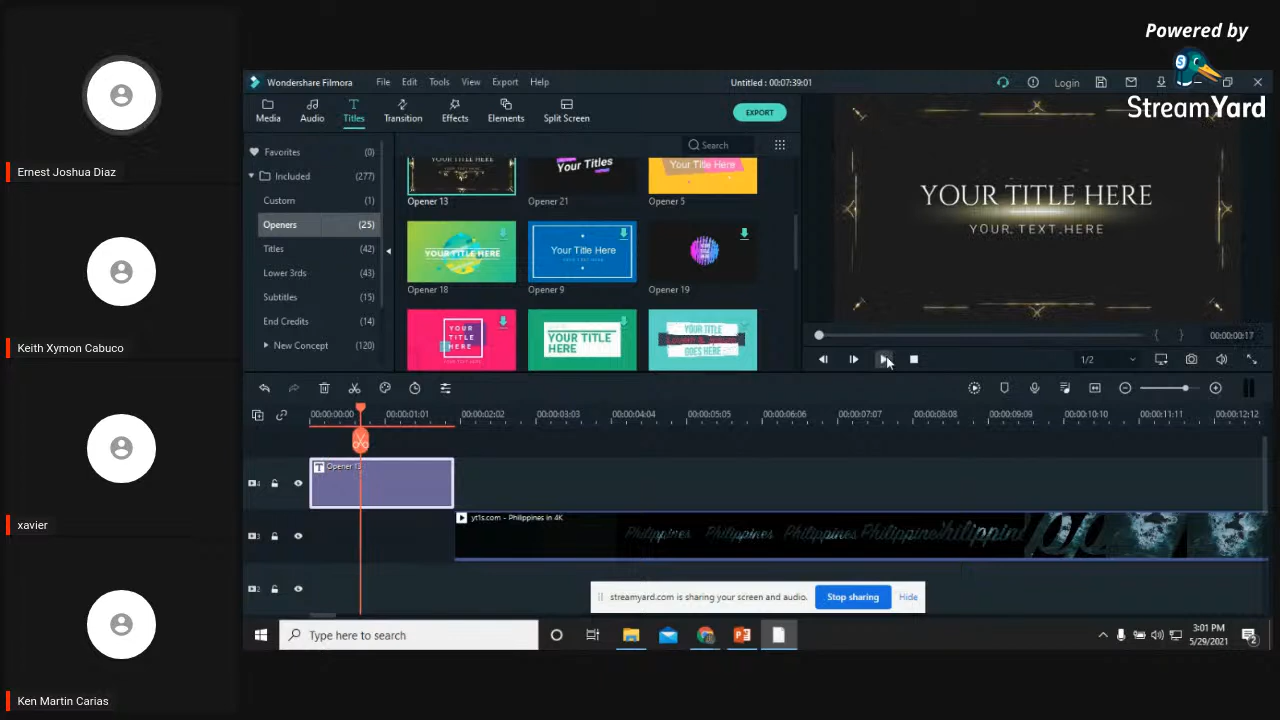 Powered by
StreamYard
Ernest Joshua Diaz
Keith Xymon Cabuco
xavier
Ken Martin Carias
Wondershare Filmora
File Edit Tools View Export Help
Untitled : 00:07:39:01
Login
Media Audio Titles Transition Effects Elements Split Screen
EXPORT
Search
Favorites (0)
Included (277)
Custom (1)
Openers (25)
Titles (42)
Lower 3rds (43)
Subtitles (15)
End Credits (14)
New Concept (120)
Your Titles
Your Title Here
Opener 13
Opener 21
Opener 5
YOUR TITLE HERE
Your Title Here
Opener 18
Opener 9
Opener 19
YOUR TITLE HERE
YOUR TITLE HERE
YOUR TITLE GOES HERE
YOUR TITLE HERE
YOUR TEXT HERE
00:00:00:17
1/2
00:00:00:00 00:00:01:01 00:00:02:02 00:00:03:03 00:00:04:04 00:00:05:05 00:00:06:06 00:00:07:07 00:00:08:08 00:00:09:09 00:00:10:10 00:00:11:11 00:00:12:12
Opener 13
yt1s.com - Philippines in 4K
Philippines Philippines Philippines Philippines Philippines
streamyard.com is sharing your screen and audio.
Stop sharing
Hide
Type here to search
3:01 PM
5/29/2021